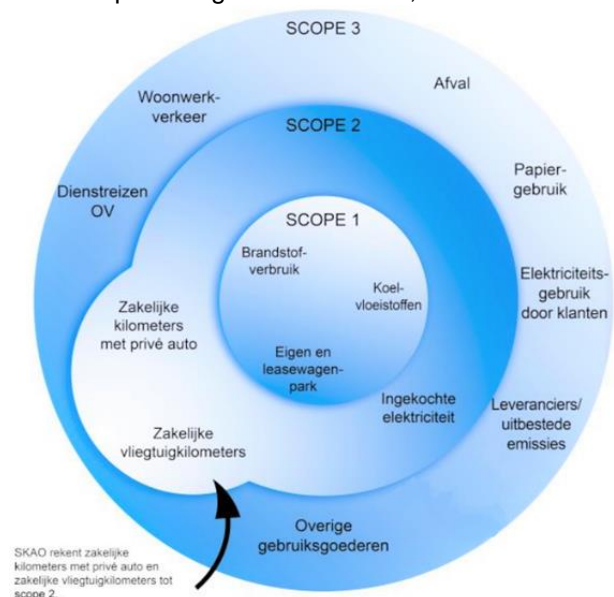 SCOPE 3
Afval
Woonwerk-
verkeer
SCOPE 2
Papier-
gebruik
Dienstreizen
OV
SCOPE 1
Brandstof-
verbruik
Koel-
vloeistoffen
Elektriciteits-
gebruik
door klanten
Zakelijke
kilometers
met privé auto
Eigen en
leasewagen-
park
Ingekochte
elektriciteit
Leveranciers/
uitbestede
emissies
Zakelijke
vliegtuigkilometers
Overige
gebruiksgoederen
SKAO rekent zakelijke
kilometers met privé auto en
zakelijke vliegtuigkilometers tot
scope 2.